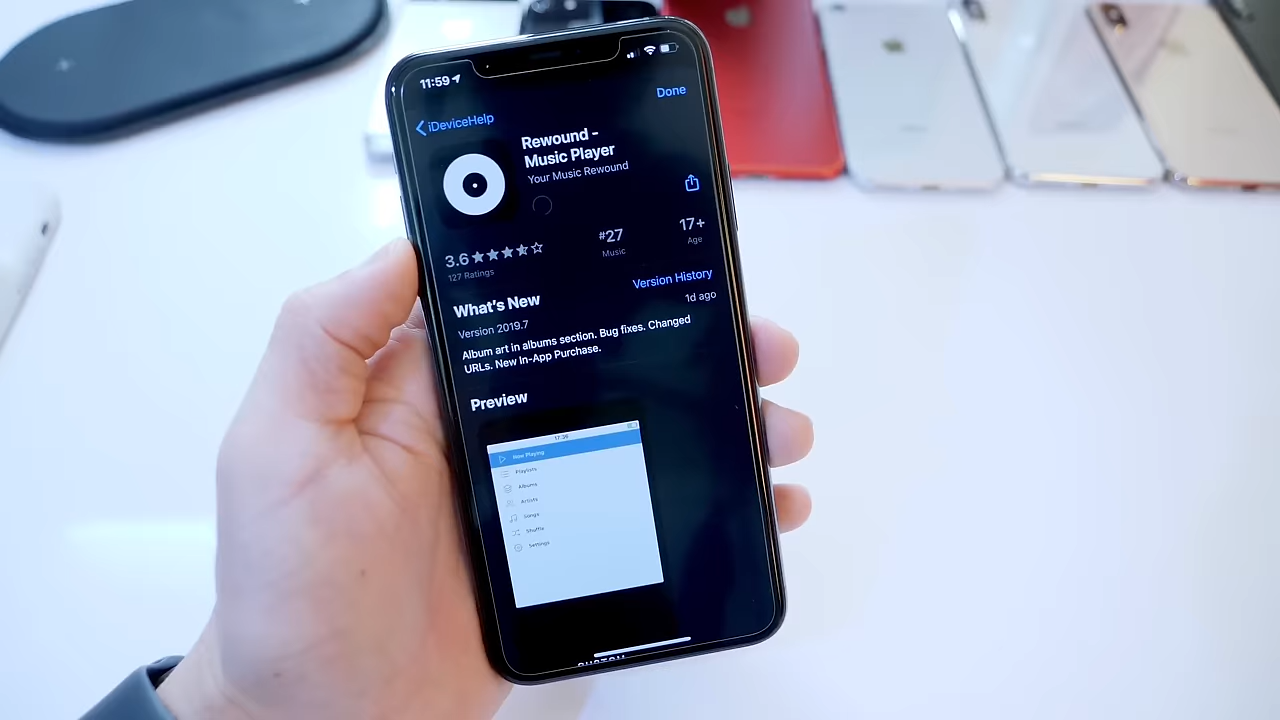 11:59
Done
iDeviceHelp
Rewound -
Music Player
Your Music Rewound
3.6
127 Ratings
#27
Music
17+
Age
What's New
Version History
Version 2019.7
1d ago
Album art in albums section. Bug fixes. Changed
URLs. New In-App Purchase.
Preview
Now Playing
Playlists
Albums
Artists
Songs
Shuffle
Settings